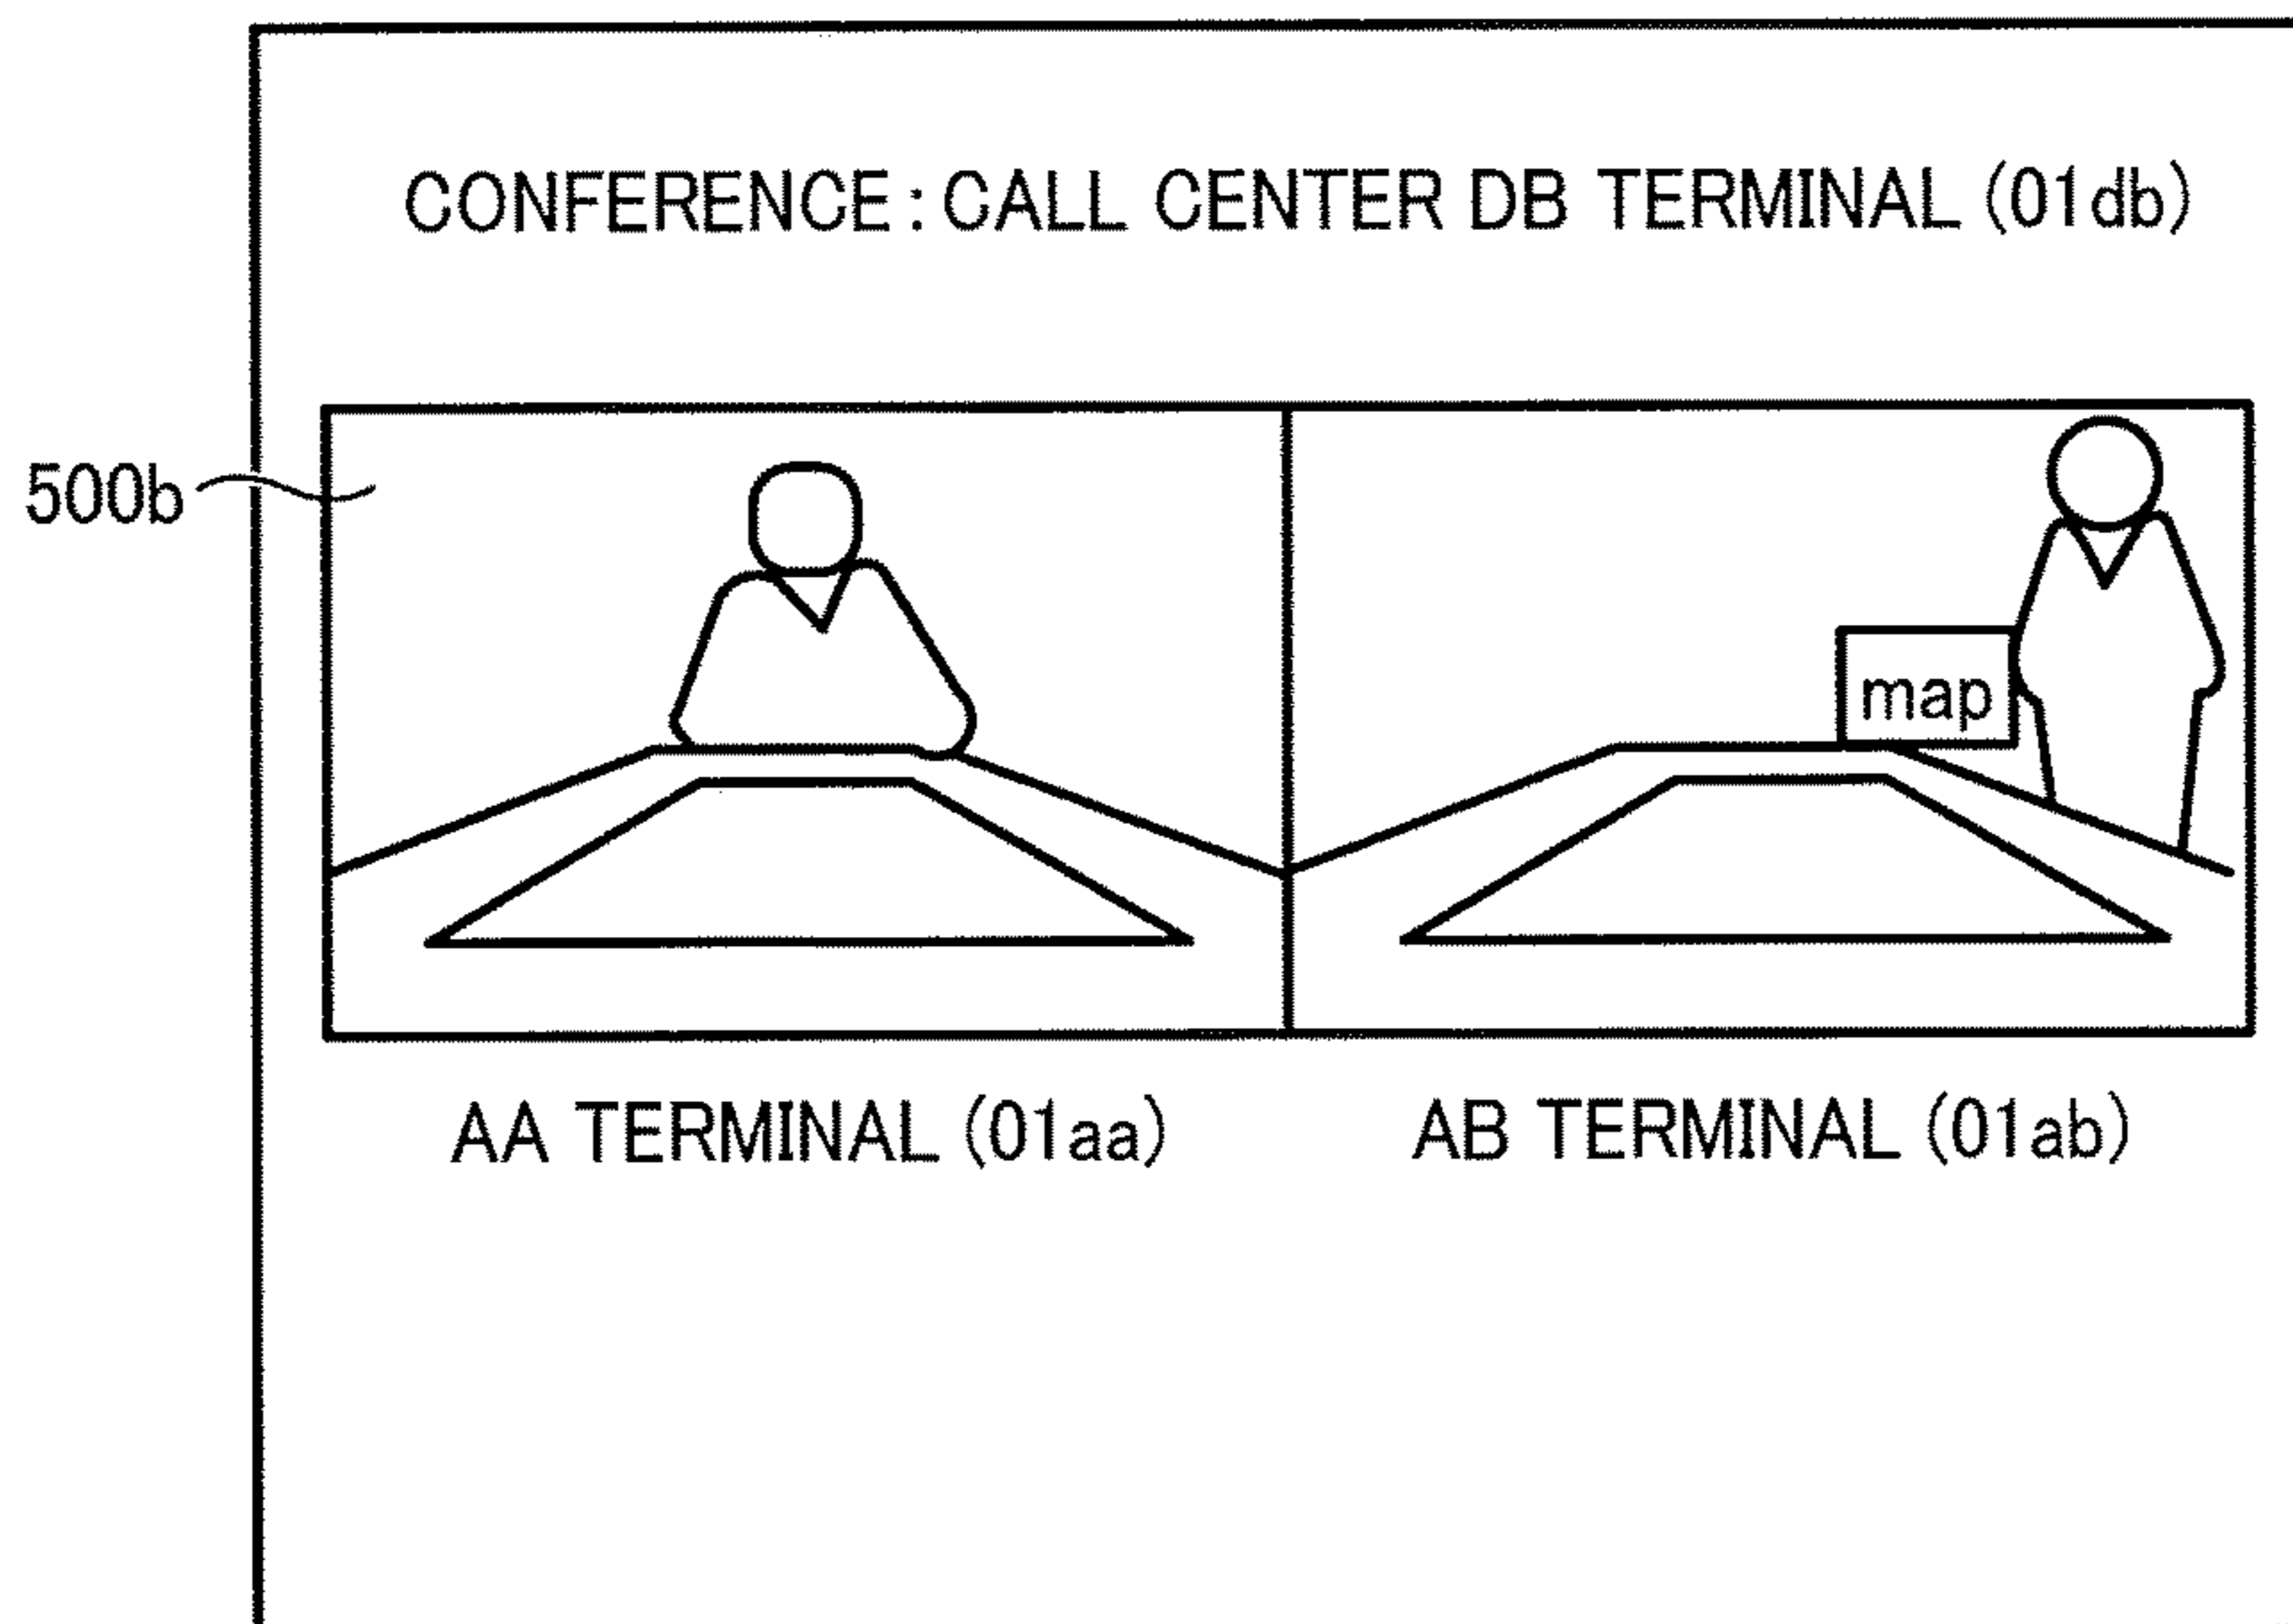 CONFERENCE : CALL CENTER DB TERMINAL (01db)
500b
map
AA TERMINAL (01aa)
AB TERMINAL (01ab)